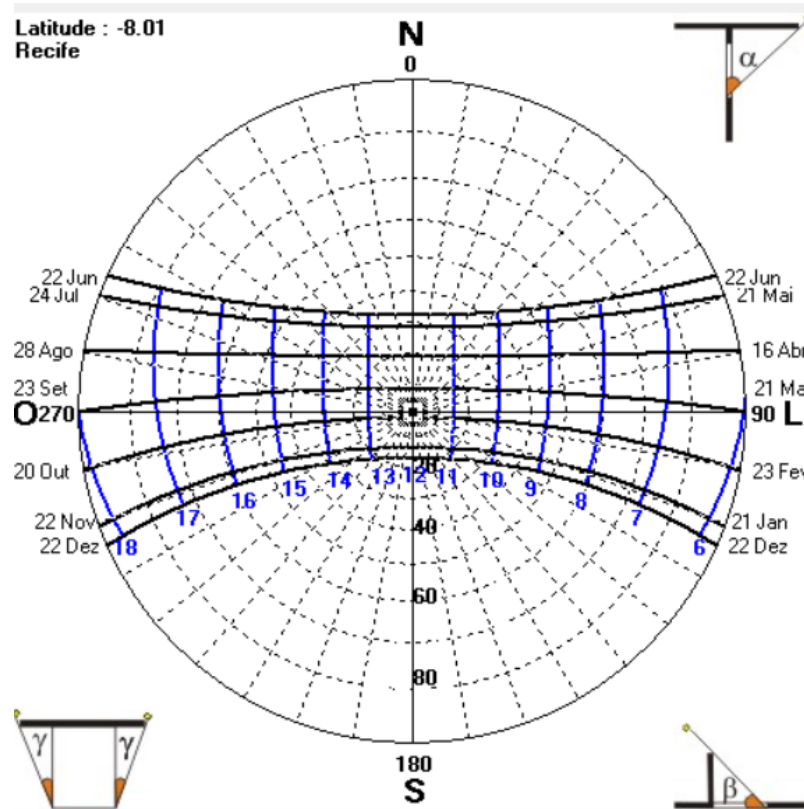 Latitude : -8.01
Recife
N
0
α
22 Jun
24 Jul
28 Ago
23 Set
O 270
20 Out
22 Nov
22 Dez
22 Jun
21 Mai
16 Abr
21 Ma
90 L
23 Fev
21 Jan
22 Dez
18
17
16
15
14
13
12
11
10
9
8
7
6
20
40
60
80
180
S
γ
γ
β